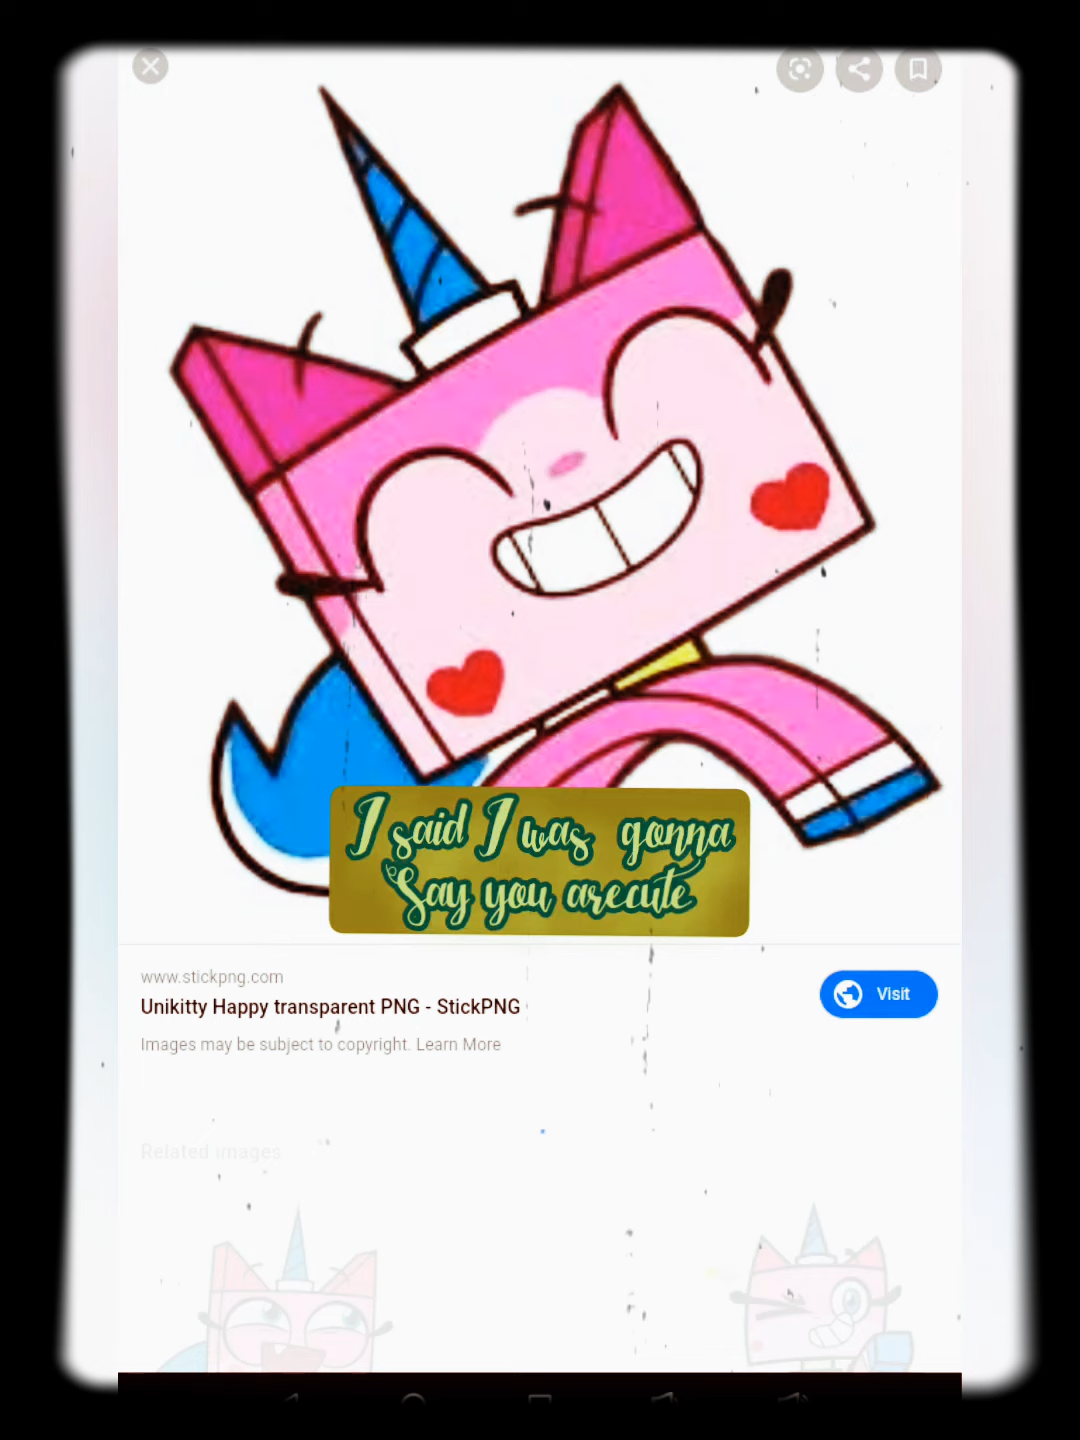 I said I was gonna
Say you arecute
www.stickpng.com
Unikitty Happy transparent PNG - StickPNG
Visit
Images may be subject to copyright. Learn More
Related images